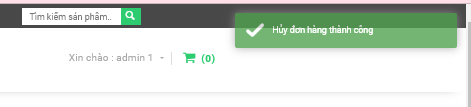 Tìm kiếm sản phẩm..
Hủy đơn hàng thành công
Xin chào : admin 1
(0)